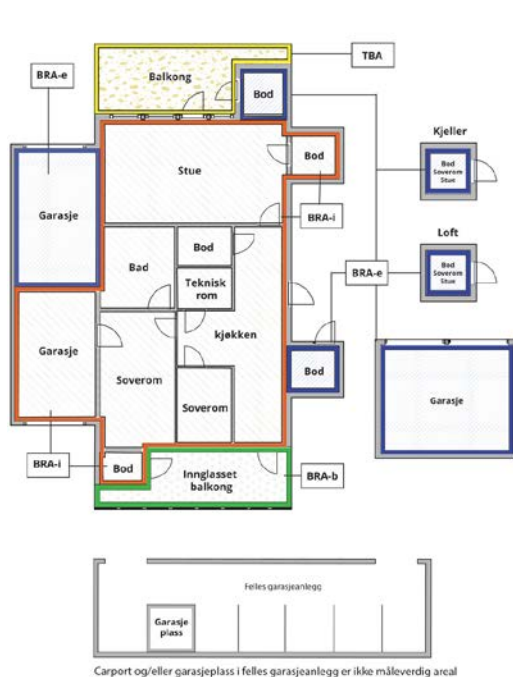 TBA
BRA-e
Balkong
Bod
Kjeller
Stue
Bod
Bod
Soverom
Stue
Garasje
BRA-i
Loft
Bod
Bad
Bod
Soverom
Stue
BRA-e
Teknisk
rom
Garasje
kjøkken
Soverom
Bod
Garasje
Soverom
BRA-i
Bod
Innglasset
balkong
BRA-b
Felles garasjeanlegg
Garasje
plass
Carport og/eller garasjeplass i felles garasjeanlegg er ikke måleverdig areal